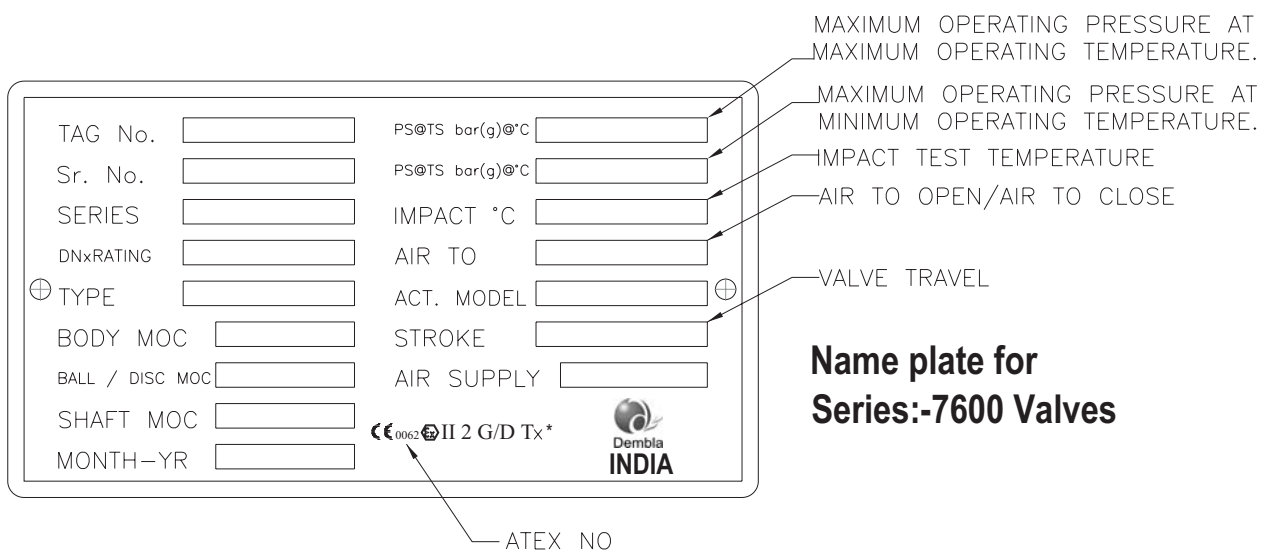 MAXIMUM OPERATING PRESSURE AT
MAXIMUM OPERATING TEMPERATURE.
MAXIMUM OPERATING PRESSURE AT
MINIMUM OPERATING TEMPERATURE.
IMPACT TEST TEMPERATURE
AIR TO OPEN/AIR TO CLOSE
VALVE TRAVEL
TAG No.
Sr. No.
SERIES
DNxRATING
TYPE
BODY MOC
BALL / DISC MOC
SHAFT MOC
MONTH-YR
PS@TS bar(g)@°C
PS@TS bar(g)@°C
IMPACT °C
AIR TO
ACT. MODEL
STROKE
AIR SUPPLY
CE 0062 Ex II 2 G/D Tx*
Dembla
INDIA
Name plate for
Series:-7600 Valves
ATEX NO